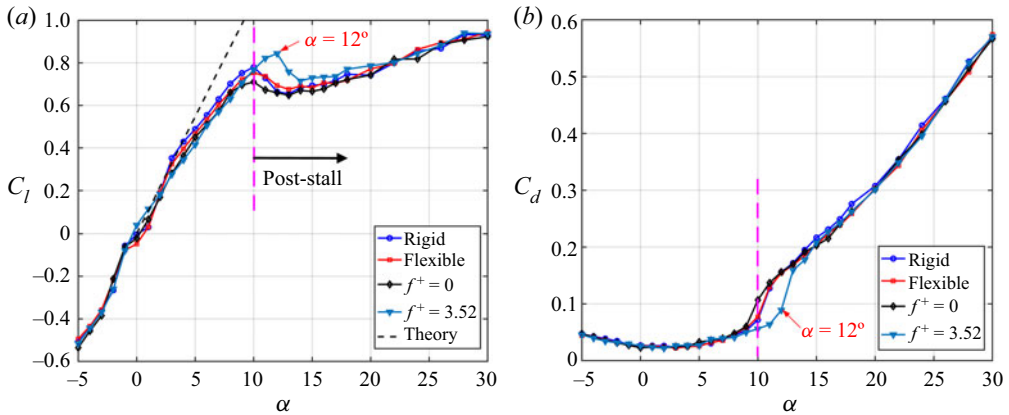 (a)
1.0
0.8
0.6
0.4
0.2
0
−0.2
−0.4
−0.6
C_l
α = 12º
Post-stall
Rigid
Flexible
f⁺ = 0
f⁺ = 3.52
Theory
−5 0 5 10 15 20 25 30
α
(b)
0.6
0.5
0.4
0.3
0.2
0.1
0
C_d
Rigid
Flexible
f⁺ = 0
f⁺ = 3.52
α = 12º
−5 0 5 10 15 20 25 30
α